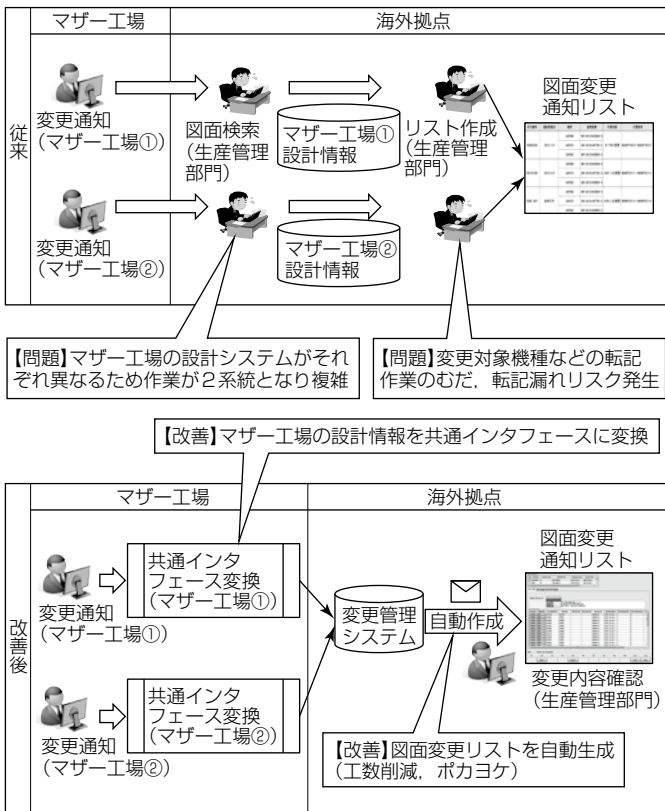 マザー工場
海外拠点
従来
変更通知
（マザー工場①）
図面検索
（生産管理
部門）
マザー工場①
設計情報
リスト作成
（生産管理
部門）
図面変更
通知リスト
変更通知
（マザー工場②）
マザー工場②
設計情報
【問題】マザー工場の設計システムがそれ
ぞれ異なるため作業が２系統となり複雑
【問題】変更対象機種などの転記
作業のむだ，転記漏れリスク発生
【改善】マザー工場の設計情報を共通インタフェースに変換
マザー工場
海外拠点
改善後
変更通知
（マザー工場①）
共通インタ
フェース変換
（マザー工場①）
変更管理
システム
自動作成
図面変更
通知リスト
変更内容確認
（生産管理部門）
変更通知
（マザー工場②）
共通インタ
フェース変換
（マザー工場②）
【改善】図面変更リストを自動生成
（工数削減，ポカヨケ）